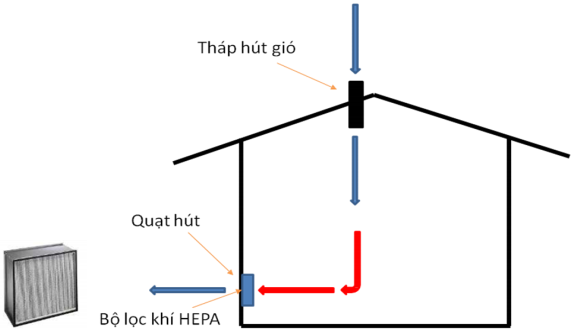 Tháp hút gió
Quạt hút
Bộ lọc khí HEPA